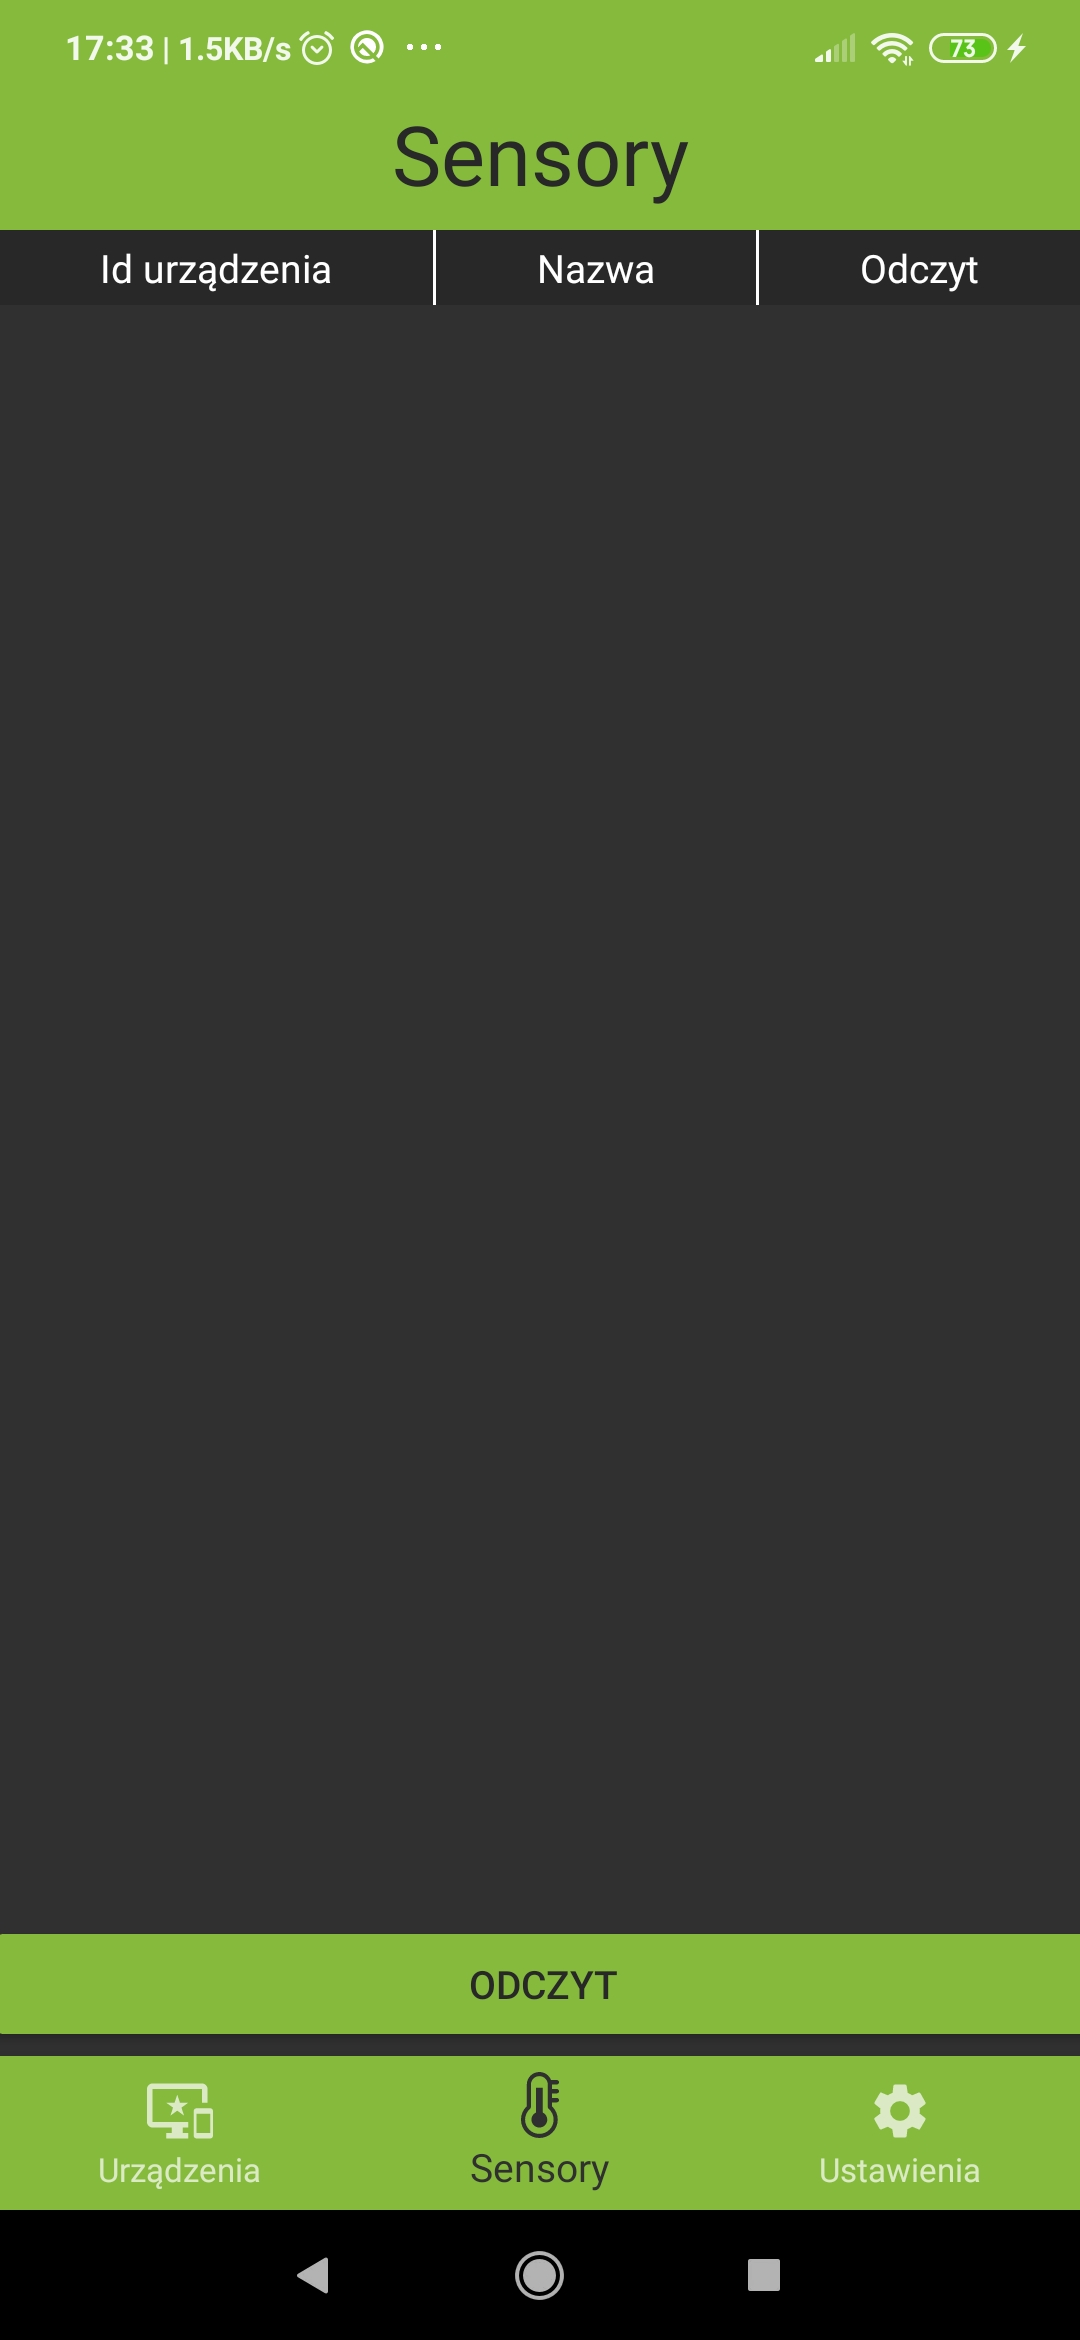 17:33 | 1.5KB/s ... 73
Sensory
Id urządzenia Nazwa Odczyt
ODCZYT
Urządzenia Sensory Ustawienia